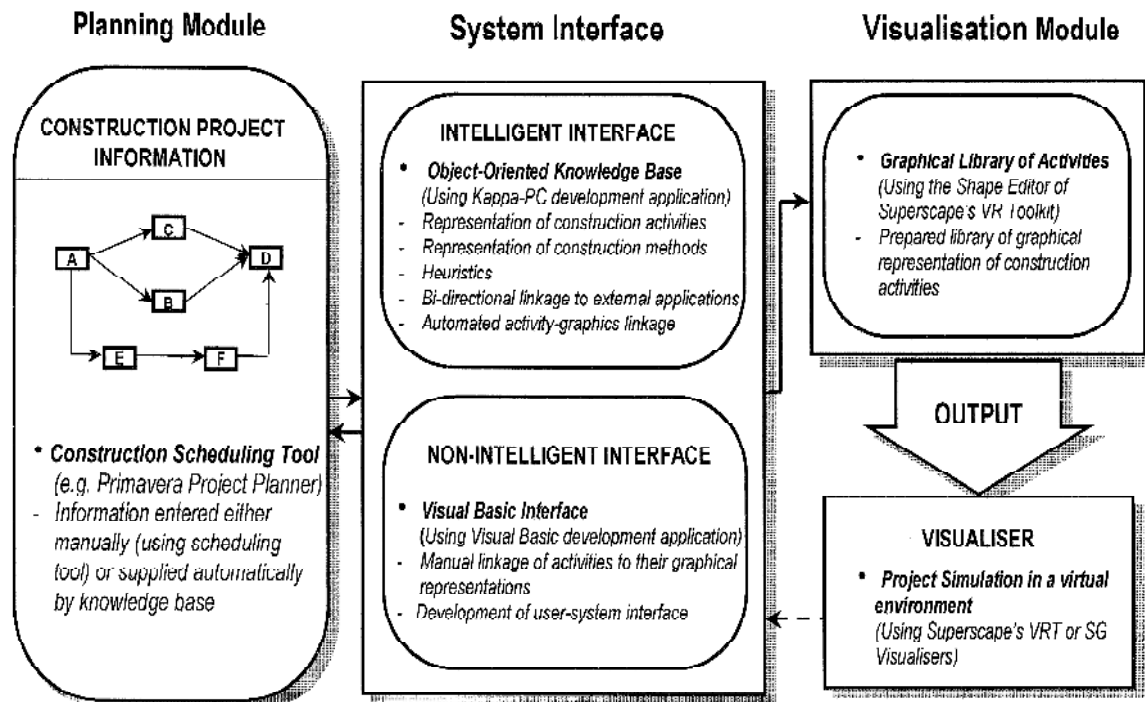 Planning Module
System Interface
Visualisation Module
CONSTRUCTION PROJECT
INFORMATION
C
A
D
B
E
F
• Construction Scheduling Tool
(e.g. Primavera Project Planner)
- Information entered either
manually (using scheduling
tool) or supplied automatically
by knowledge base
INTELLIGENT INTERFACE
• Object-Oriented Knowledge Base
(Using Kappa-PC development application)
- Representation of construction activities
- Representation of construction methods
- Heuristics
- Bi-directional linkage to external applications
- Automated activity-graphics linkage
NON-INTELLIGENT INTERFACE
• Visual Basic Interface
(Using Visual Basic development application)
- Manual linkage of activities to their graphical
representations
- Development of user-system interface
• Graphical Library of Activities
(Using the Shape Editor of
Superscape's VR Toolkit)
- Prepared library of graphical
representation of construction
activities
OUTPUT
VISUALISER
• Project Simulation in a virtual
environment
(Using Superscape's VRT or SG
Visualisers)